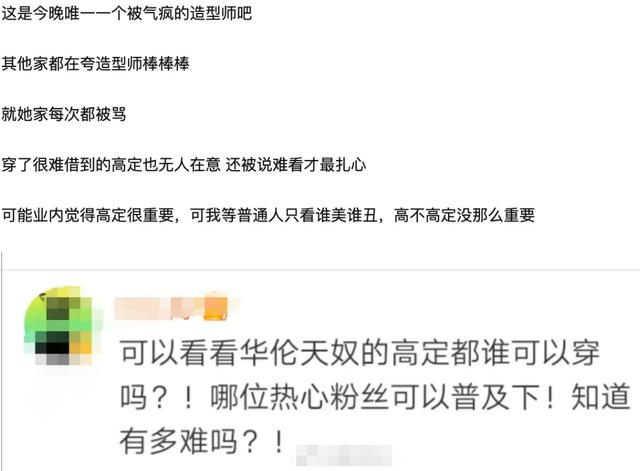 这是今晚唯一一个被气疯的造型师吧
其他家都在夸造型师棒棒棒
就她家每次都被骂
穿了很难借到的高定也无人在意 还被说难看才最扎心
可能业内觉得高定很重要，可我等普通人只看谁美谁丑，高不高定没那么重要
可以看看华伦天奴的高定都谁可以穿
吗？！哪位热心粉丝可以普及下！知道
有多难吗？！